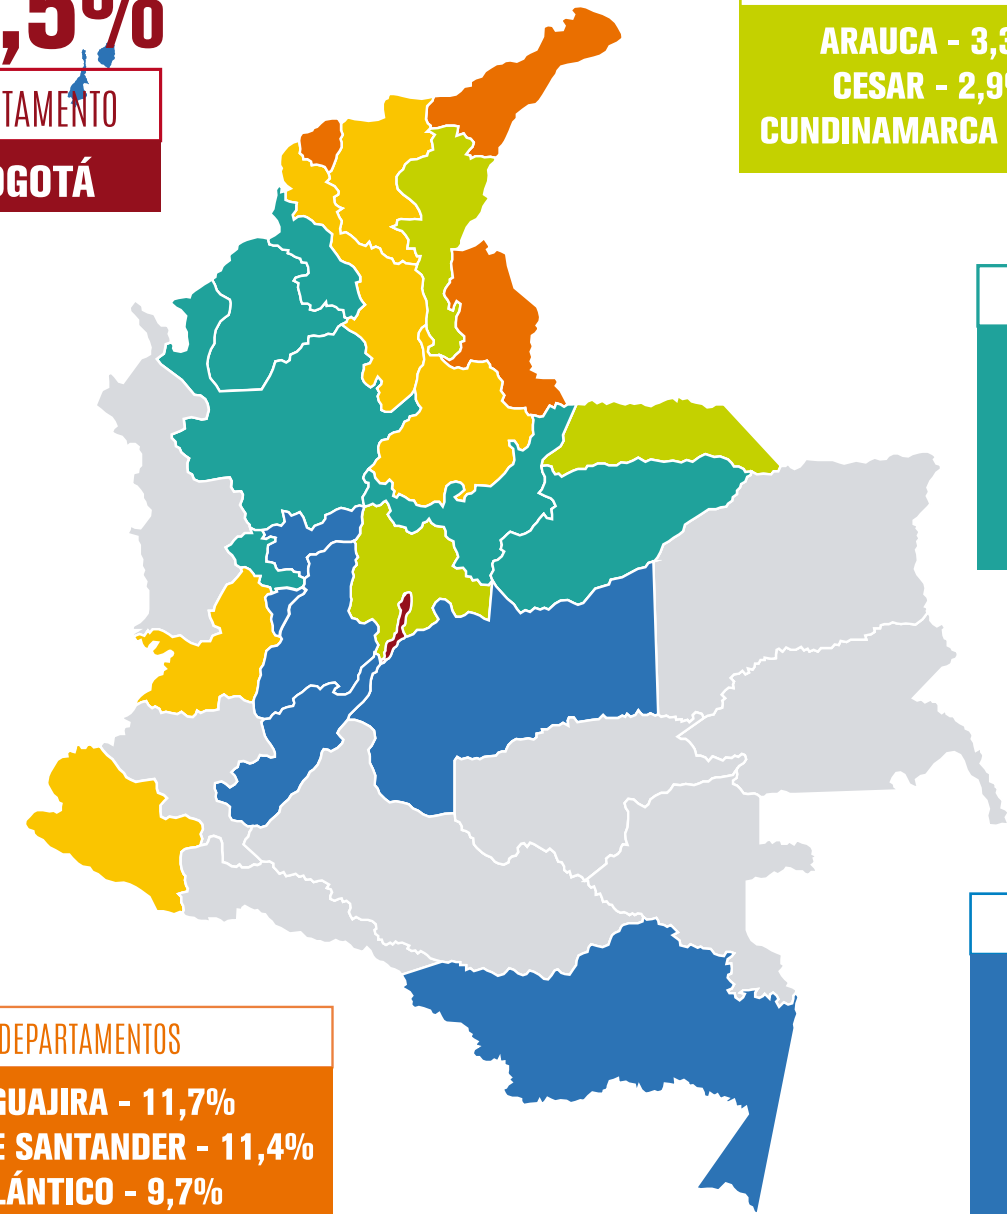 ,5%
TAMENTO
OGOTÁ
ARAUCA - 3,3
CESAR - 2,9%
CUNDINAMARCA
DEPARTAMENTOS
GUAJIRA - 11,7%
E SANTANDER - 11,4%
LÁNTICO - 9,7%